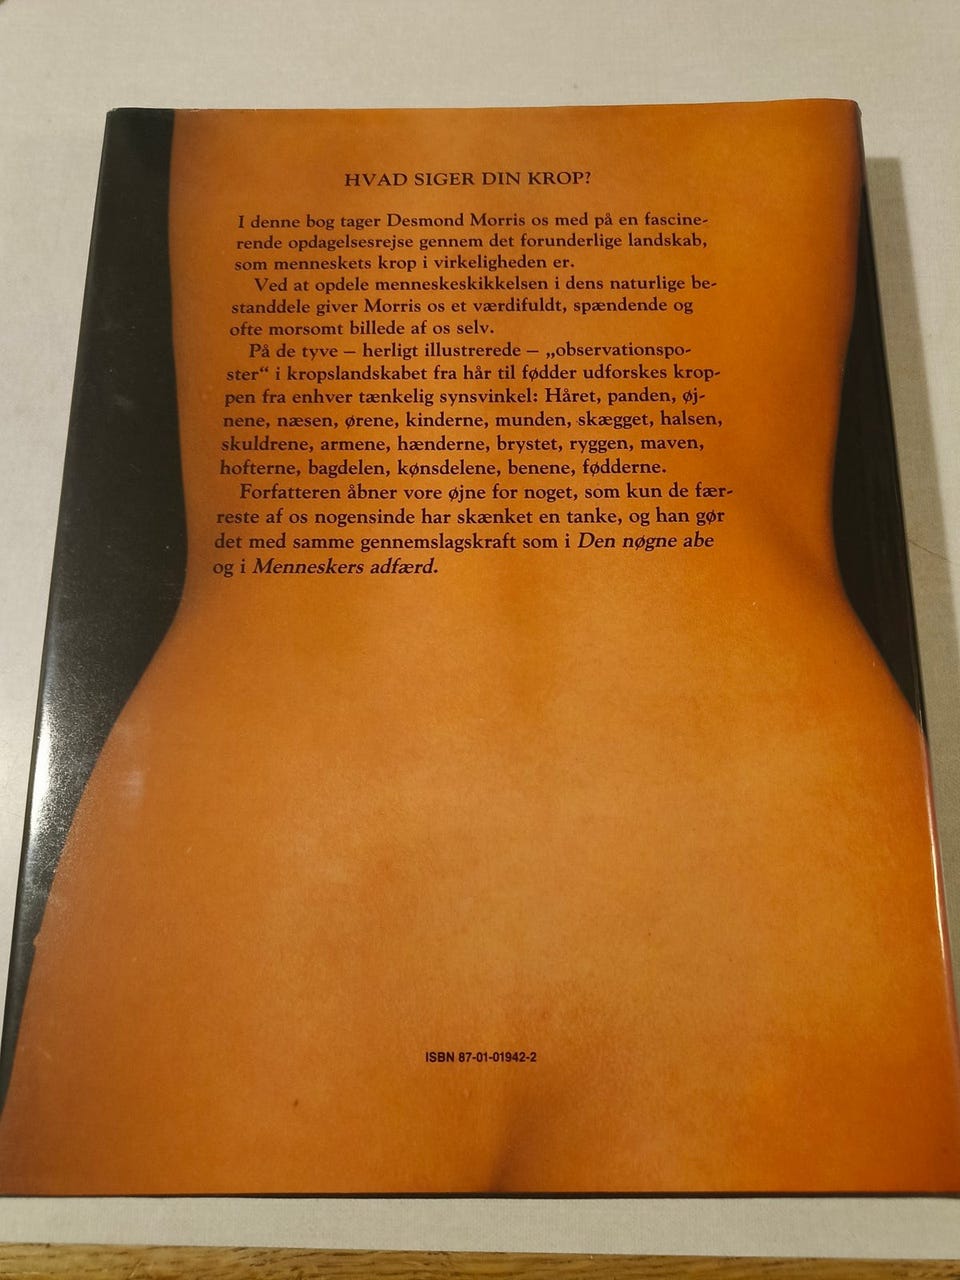 HVAD SIGER DIN KROP?
I denne bog tager Desmond Morris os med på en fascine-
rende opdagelsesrejse gennem det forunderlige landskab,
som menneskets krop i virkeligheden er.
Ved at opdele menneskeskikkelsen i dens naturlige be-
standdele giver Morris os et værdifuldt, spændende og
ofte morsomt billede af os selv.
På de tyve – herligt illustrerede – „observationspo-
ster“ i kropslandskabet fra hår til fødder udforskes krop-
pen fra enhver tænkelig synsvinkel: Håret, panden, øj-
nene, næsen, ørene, kinderne, munden, skægget, halsen,
skuldrene, armene, hænderne, brystet, ryggen, maven,
hofterne, bagdelen, kønsdelene, benene, fødderne.
Forfatteren åbner vore øjne for noget, som kun de fær-
reste af os nogensinde har skænket en tanke, og han gør
det med samme gennemslagskraft som i Den nøgne abe
og i Menneskers adfærd.
ISBN 87-01-01942-2